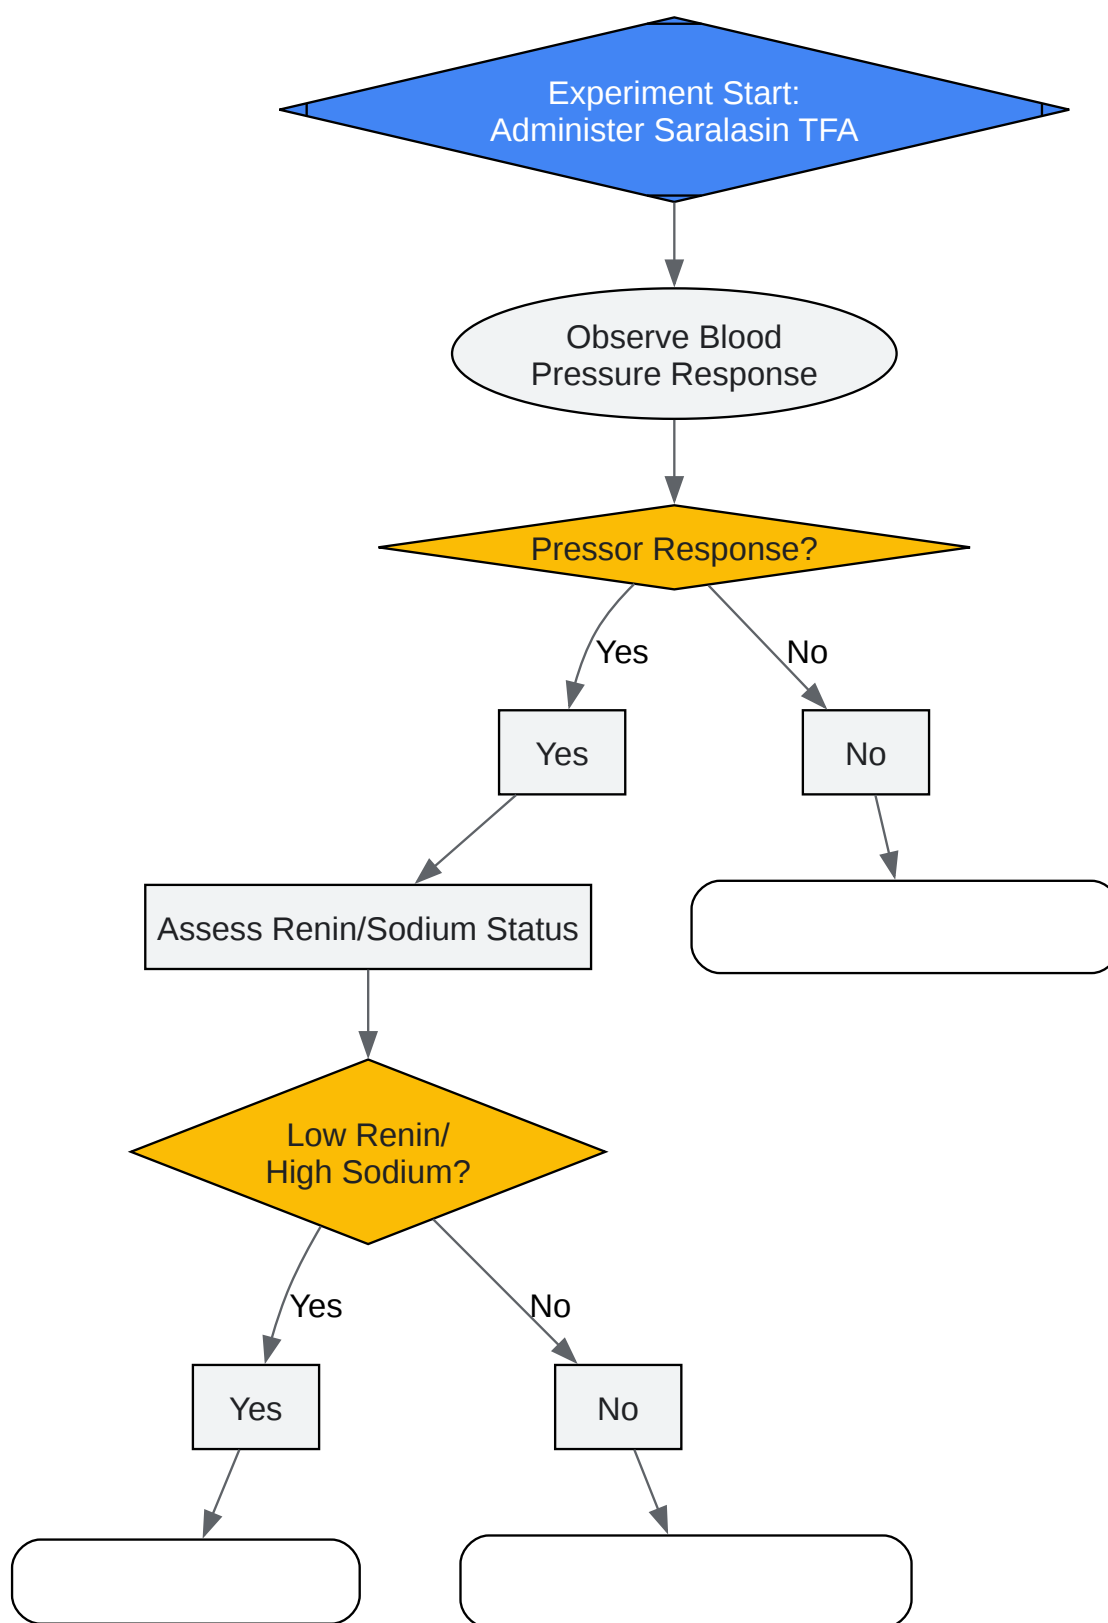 Experiment Start:
Administer Saralasin TFA
Observe Blood
Pressure Response
Pressor Response?
Yes
No
Yes
No
Assess Renin/Sodium Status
Low Renin/
High Sodium?
Yes
No
Yes
No